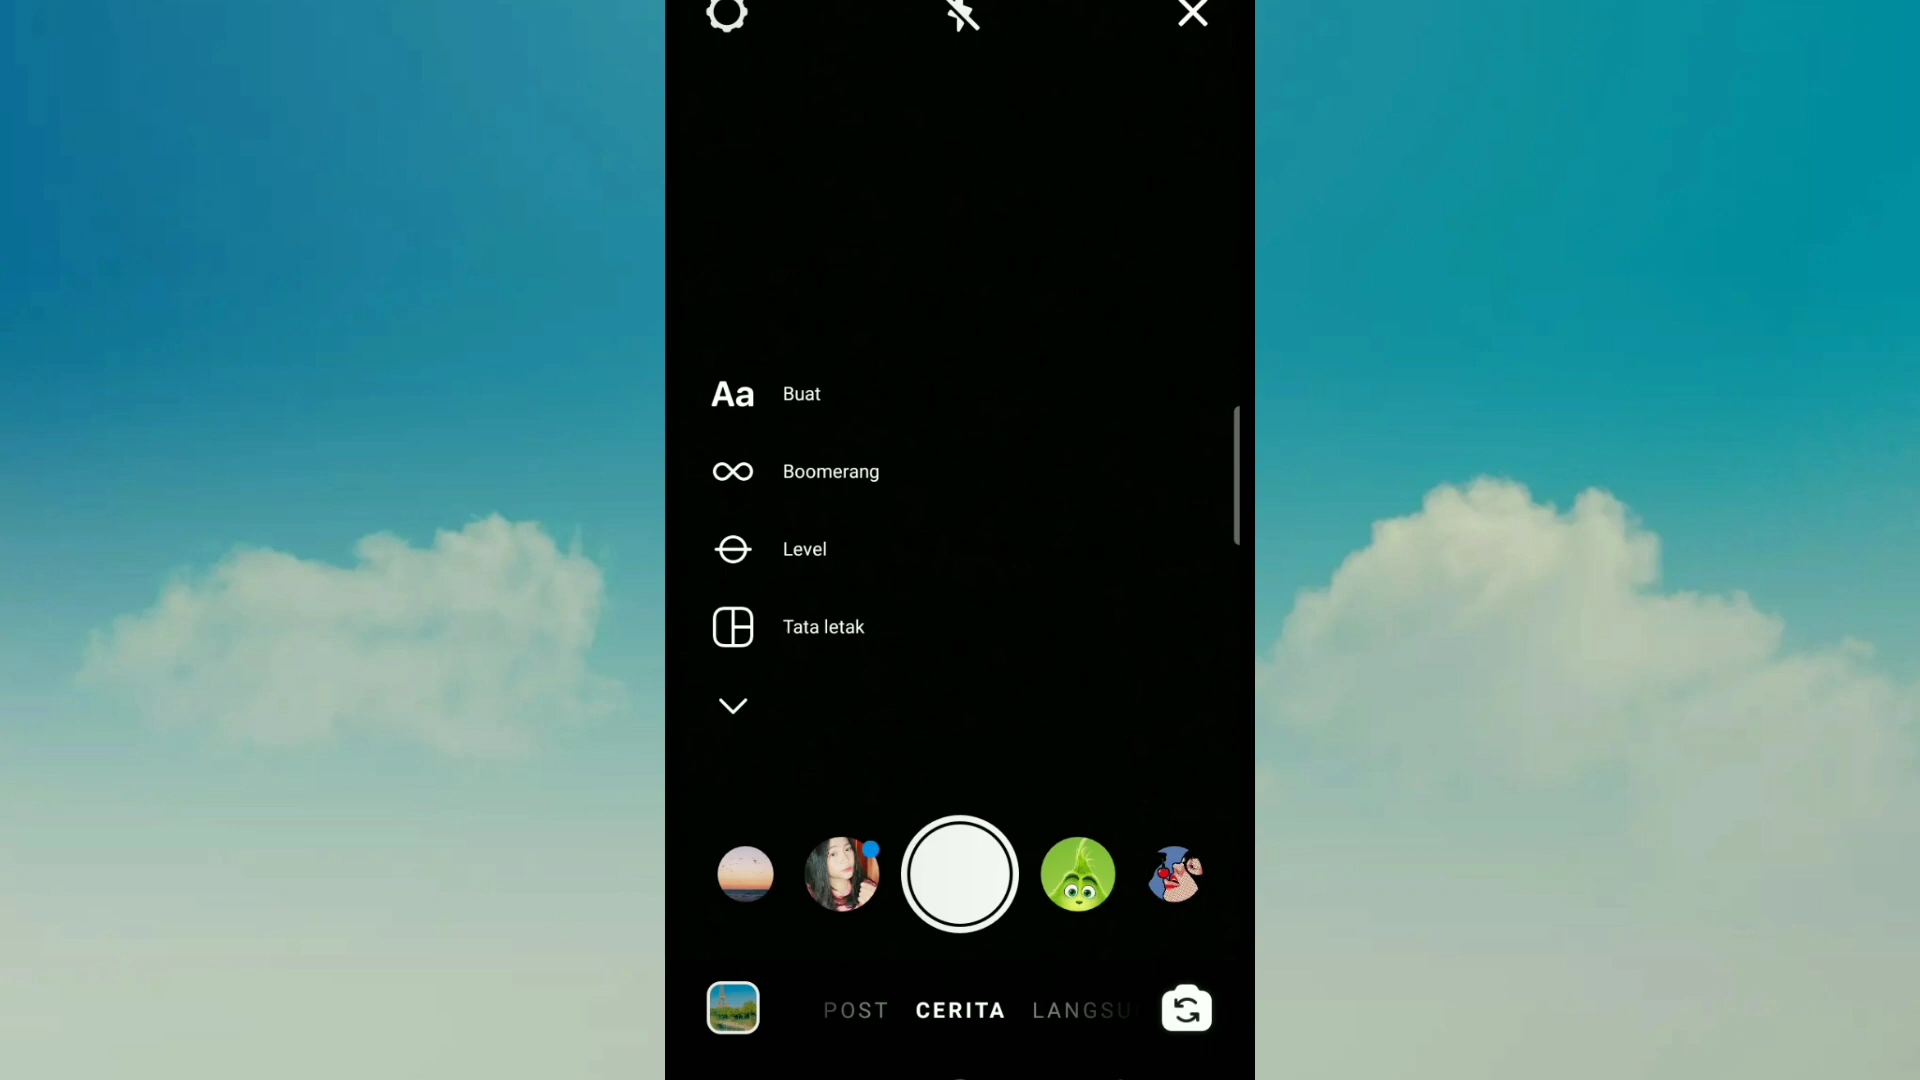 Aa Buat
Boomerang
Level
Tata letak
POST CERITA LANGSU